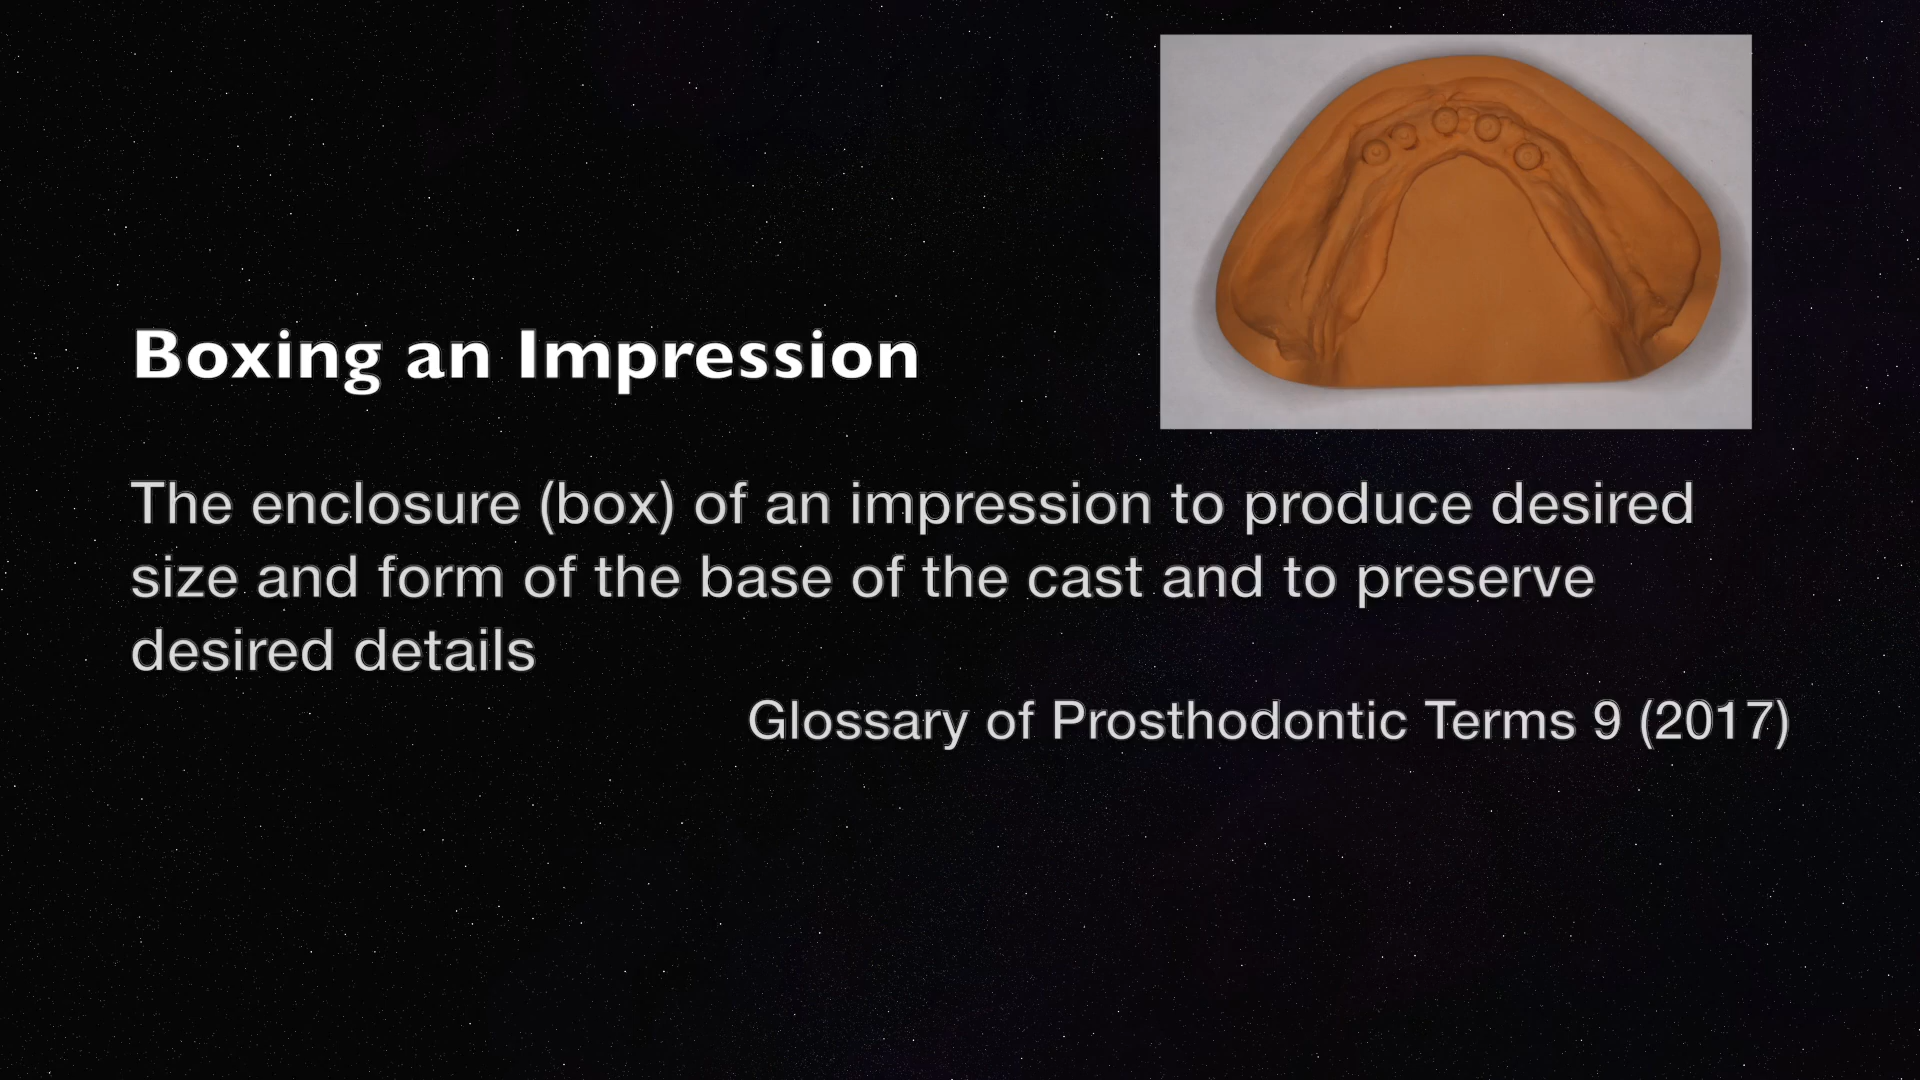 Boxing an Impression
The enclosure (box) of an impression to produce desired
size and form of the base of the cast and to preserve
desired details
Glossary of Prosthodontic Terms 9 (2017)